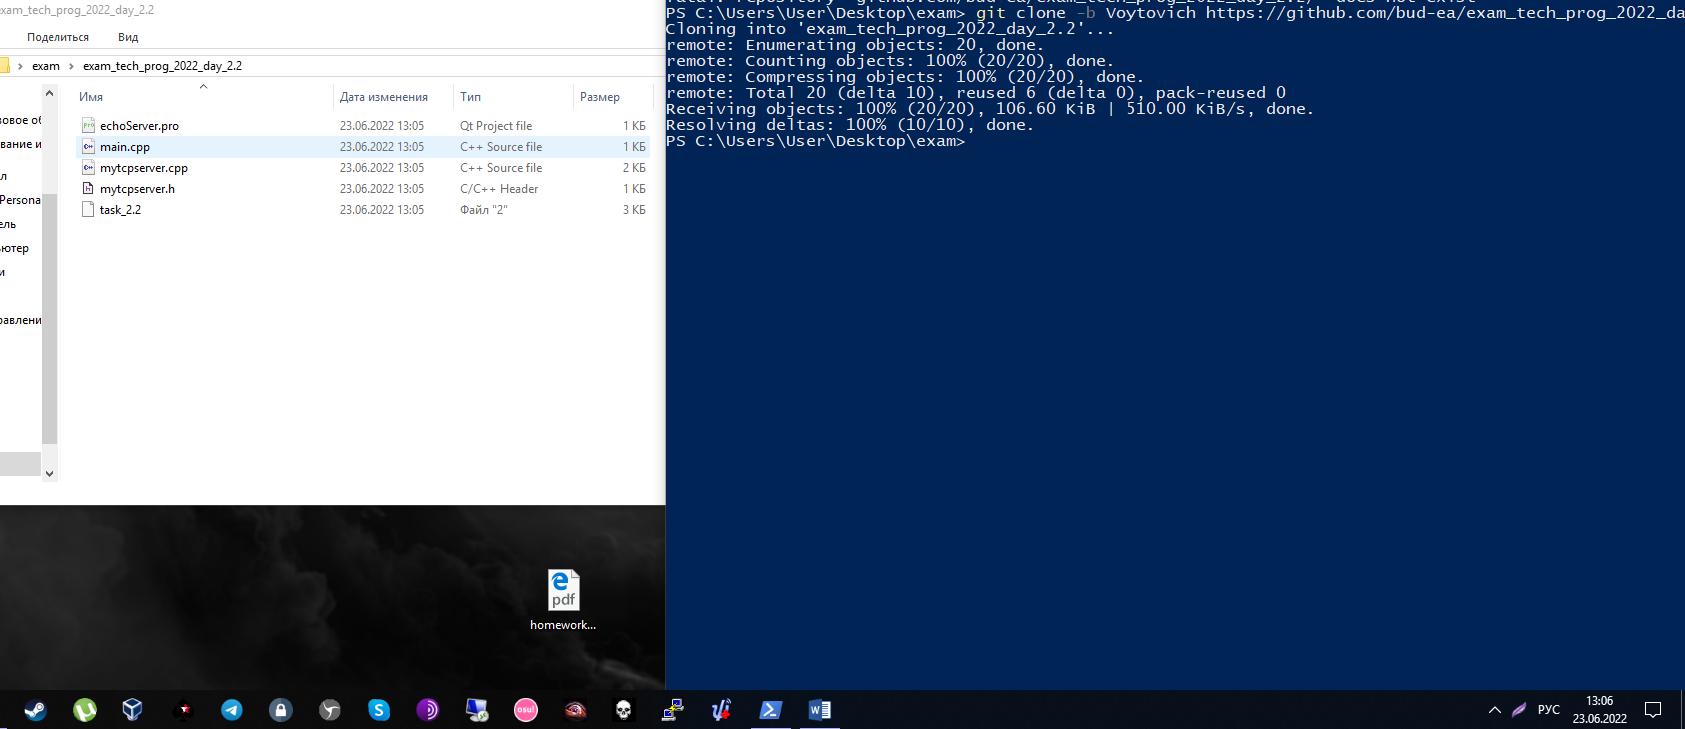 exam_tech_prog_2022_day_2.2
Поделиться Вид
exam exam_tech_prog_2022_day_2.2
Имя Дата изменения Тип Размер
echoServer.pro 23.06.2022 13:05 Qt Project file 1 КБ
main.cpp 23.06.2022 13:05 C++ Source file 1 КБ
mytcpserver.cpp 23.06.2022 13:05 C++ Source file 2 КБ
mytcpserver.h 23.06.2022 13:05 C/C++ Header 1 КБ
task_2.2 23.06.2022 13:05 Файл "2" 3 КБ
Persona
PS C:\Users\User\Desktop\exam> git clone -b Voytovich https://github.com/bud-ea/exam_tech_prog_2022_da
Cloning into 'exam_tech_prog_2022_day_2.2'...
remote: Enumerating objects: 20, done.
remote: Counting objects: 100% (20/20), done.
remote: Compressing objects: 100% (20/20), done.
remote: Total 20 (delta 10), reused 6 (delta 0), pack-reused 0
Receiving objects: 100% (20/20), 106.60 KiB | 510.00 KiB/s, done.
Resolving deltas: 100% (10/10), done.
PS C:\Users\User\Desktop\exam>
pdf
homework...
osu!
РУС
13:06
23.06.2022